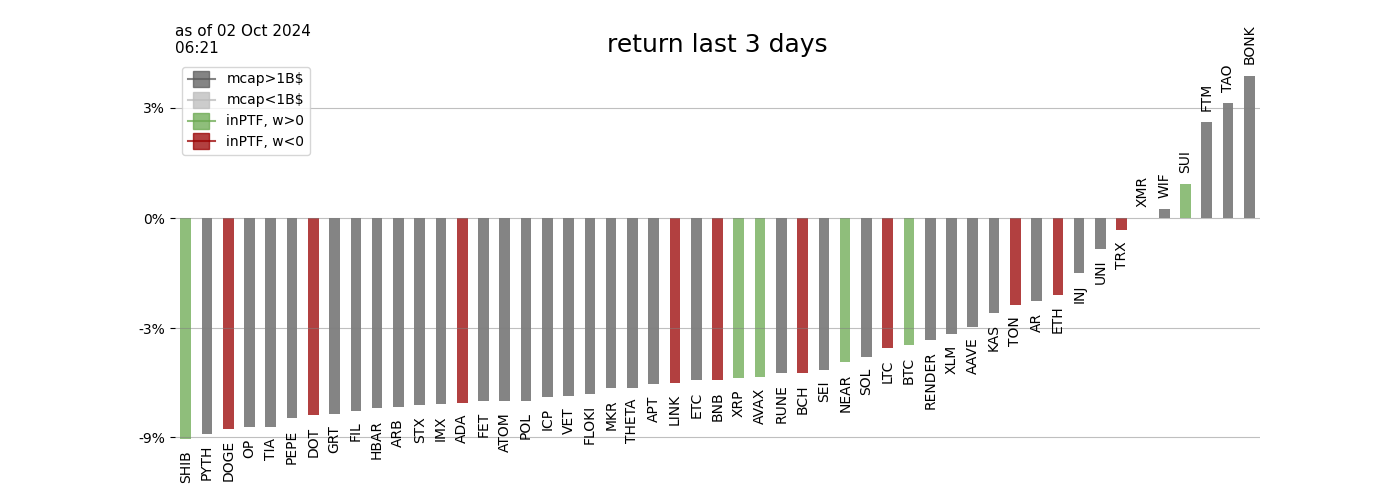 as of 02 Oct 2024
06:21
return last 3 days
mcap>1B$
mcap<1B$
inPTF, w>0
inPTF, w<0
3%
0%
-3%
-9%
SHIB
PYTH
DOGE
OP
TIA
PEPE
DOT
GRT
FIL
HBAR
ARB
STX
IMX
ADA
FET
ATOM
POL
ICP
VET
FLOKI
MKR
THETA
APT
LINK
ETC
BNB
XRP
AVAX
RUNE
BCH
SEI
NEAR
SOL
LTC
BTC
RENDER
XLM
AAVE
KAS
TON
AR
ETH
INJ
UNI
TRX
XMR
WIF
SUI
FTM
TAO
BONK